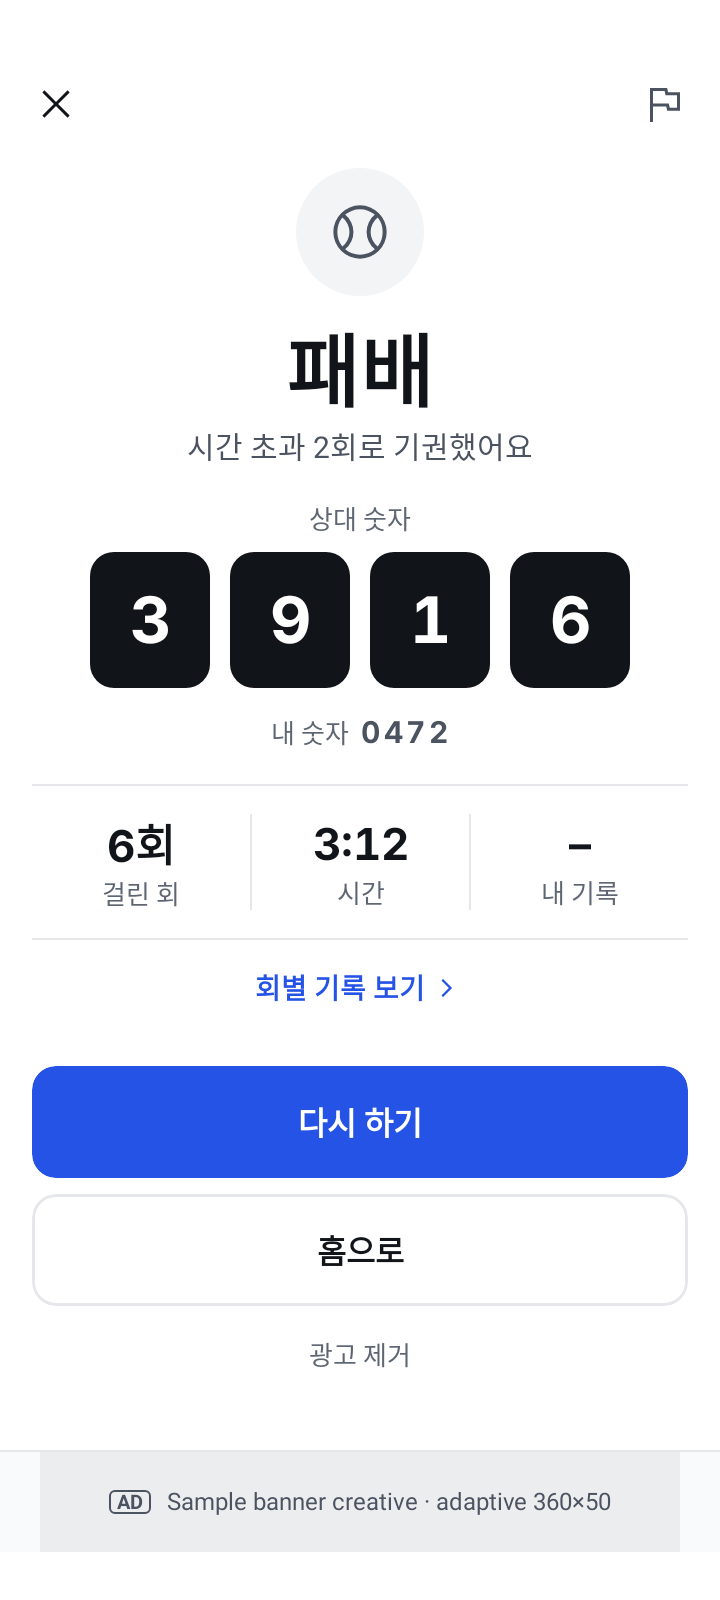 패배
시간 초과 2회로 기권했어요
상대 숫자
3 9 1 6
내 숫자 0472
6회 3:12 –
걸린 회 시간 내 기록
회별 기록 보기
다시 하기
홈으로
광고 제거
AD Sample banner creative · adaptive 360×50